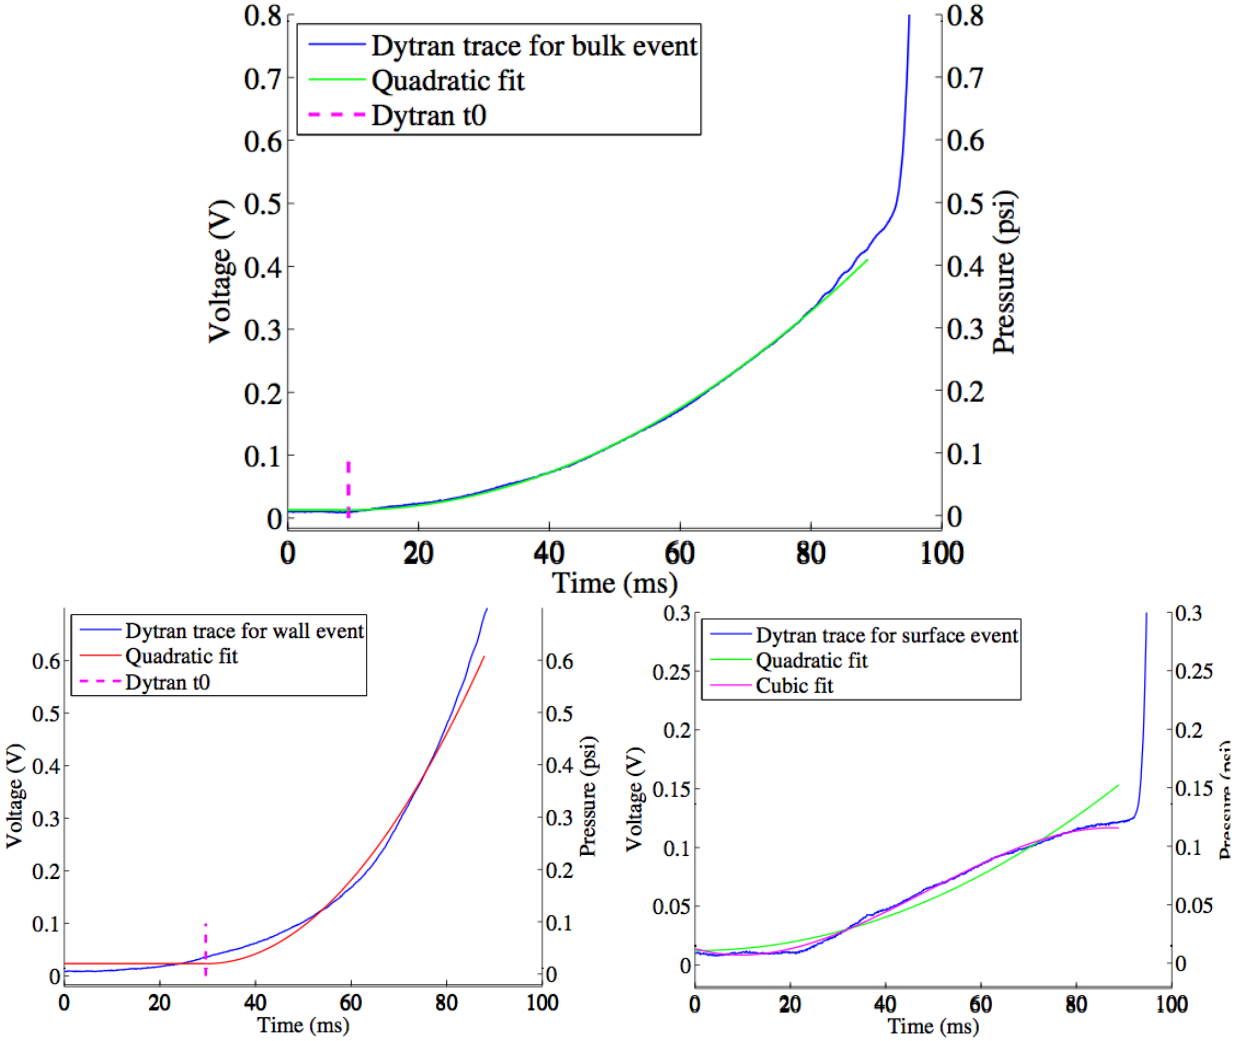 Dytran trace for bulk event
Quadratic fit
Dytran t0
0.8
0.7
0.6
0.5
0.4
0.3
0.2
0.1
0
Voltage (V)
0.8
0.7
0.6
0.5
0.4
0.3
0.2
0.1
0
Pressure (psi)
0 20 40 60 80 100
Time (ms)
Dytran trace for wall event
Quadratic fit
Dytran t0
0.6
0.5
0.4
0.3
0.2
0.1
0
Voltage (V)
0.6
0.5
0.4
0.3
0.2
0.1
0
Pressure (psi)
0 20 40 60 80 100
Time (ms)
Dytran trace for surface event
Quadratic fit
Cubic fit
0.3
0.25
0.2
0.15
0.1
0.05
0
Voltage (V)
0.3
0.25
0.2
0.15
0.1
0.05
0
Pressure (psi)
0 20 40 60 80 100
Time (ms)